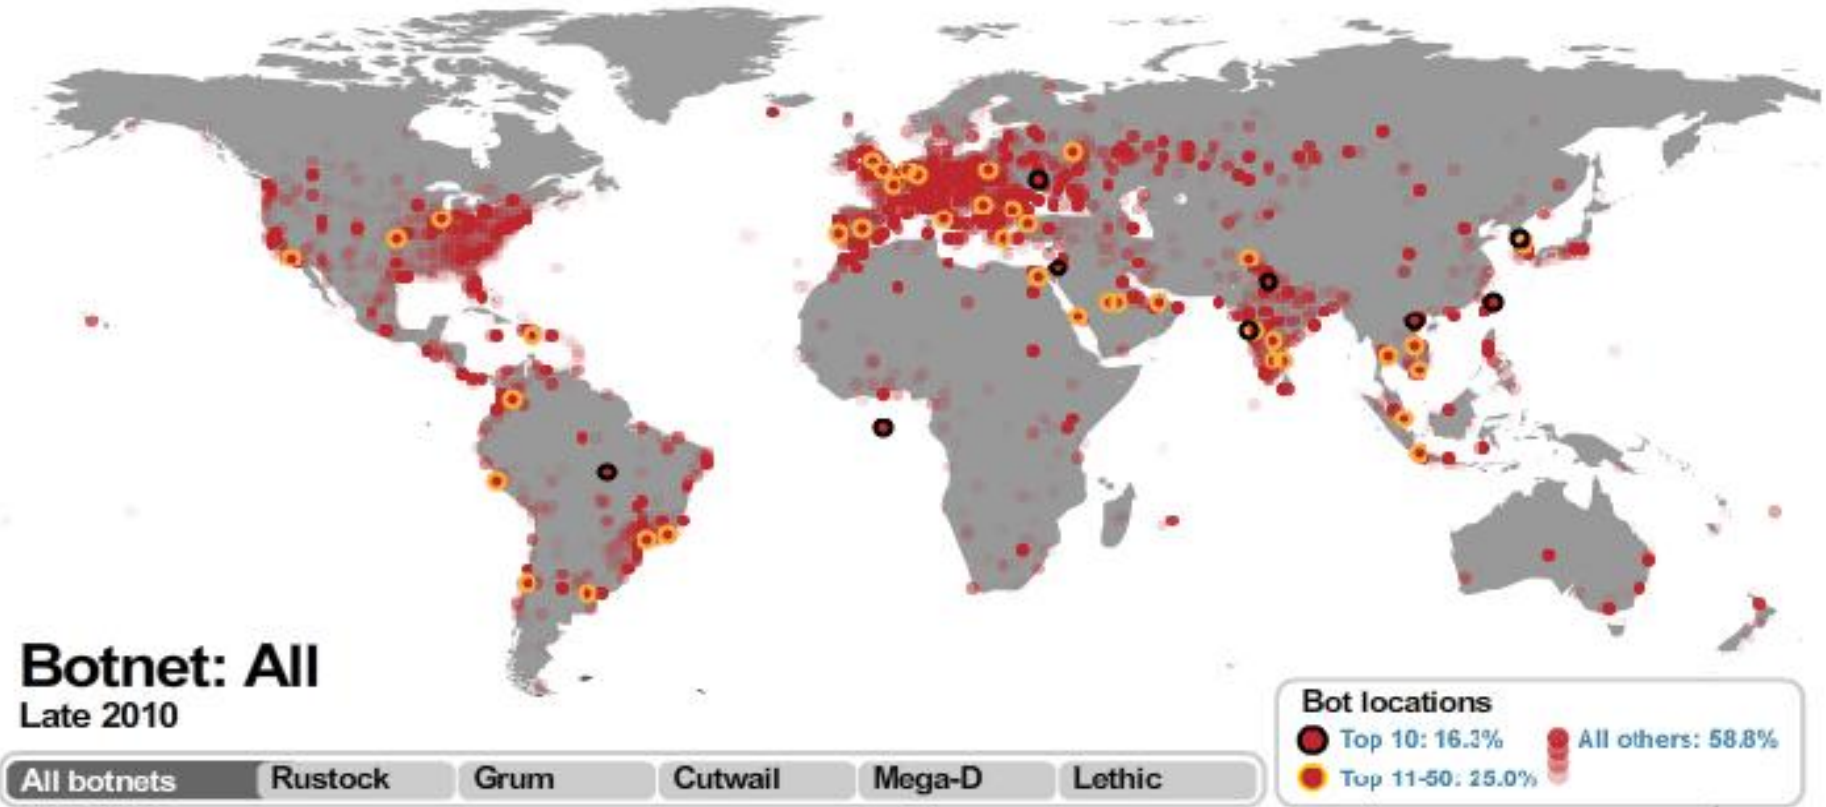 Botnet: All
Late 2010
All botnets
Rustock
Grum
Cutwail
Mega-D
Lethic
Bot locations
Top 10: 16.3%
All others: 58.8%
Top 11-50: 25.0%